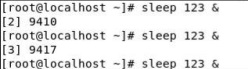 [root@localhost ~]# sleep 123 &
[2] 9410
[root@localhost ~]# sleep 123 &
[3] 9417
[root@localhost ~]# sleep 123 &